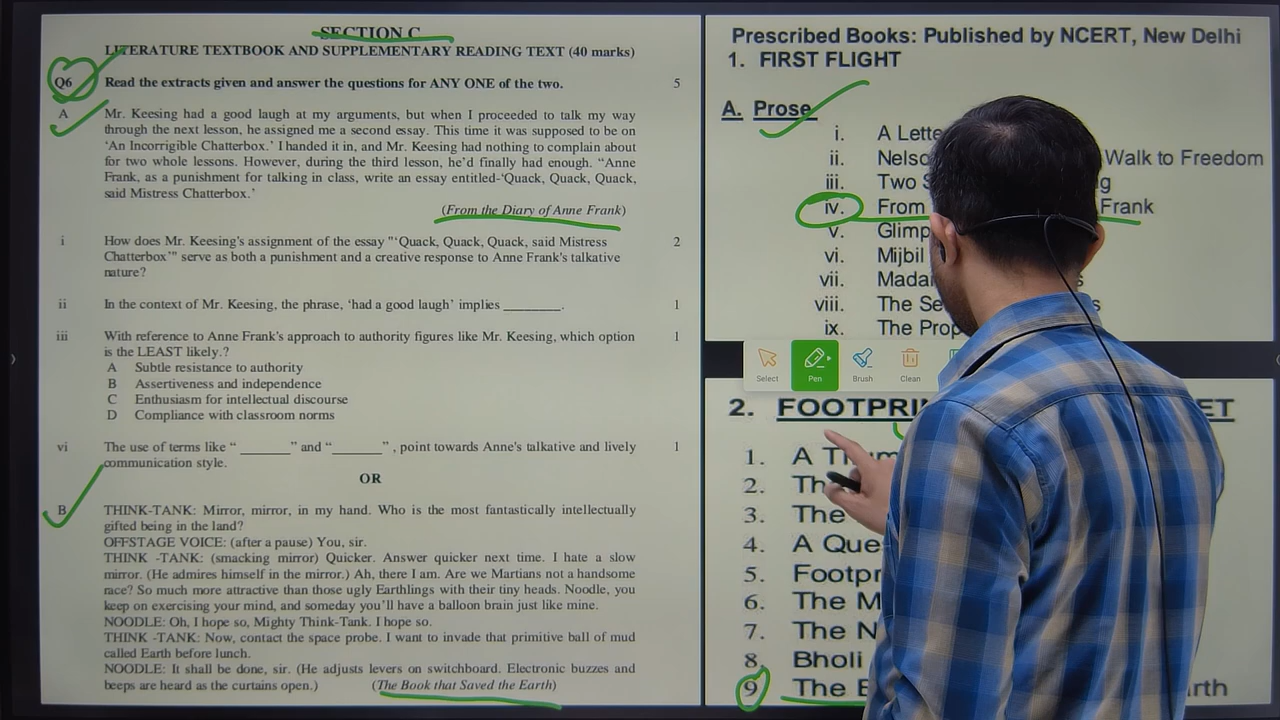 SECTION C
LITERATURE TEXTBOOK AND SUPPLEMENTARY READING TEXT (40 marks)
Q6 Read the extracts given and answer the questions for ANY ONE of the two. 5
A Mr. Keesing had a good laugh at my arguments, but when I proceeded to talk my way
through the next lesson, he assigned me a second essay. This time it was supposed to be on
‘An Incorrigible Chatterbox.’ I handed it in, and Mr. Keesing had nothing to complain about
for two whole lessons. However, during the third lesson, he’d finally had enough. “Anne
Frank, as a punishment for talking in class, write an essay entitled-‘Quack, Quack, Quack,
said Mistress Chatterbox.’
(From the Diary of Anne Frank)
i How does Mr. Keesing's assignment of the essay "‘Quack, Quack, Quack, said Mistress 2
Chatterbox’" serve as both a punishment and a creative response to Anne Frank's talkative
nature?
ii In the context of Mr. Keesing, the phrase, ‘had a good laugh’ implies ________. 1
iii With reference to Anne Frank's approach to authority figures like Mr. Keesing, which option 1
is the LEAST likely.?
A Subtle resistance to authority
B Assertiveness and independence
C Enthusiasm for intellectual discourse
D Compliance with classroom norms
vi The use of terms like “ _______” and “_______” , point towards Anne's talkative and lively 1
communication style.
OR
B THINK-TANK: Mirror, mirror, in my hand. Who is the most fantastically intellectually
gifted being in the land?
OFFSTAGE VOICE: (after a pause) You, sir.
THINK -TANK: (smacking mirror) Quicker. Answer quicker next time. I hate a slow
mirror. (He admires himself in the mirror.) Ah, there I am. Are we Martians not a handsome
race? So much more attractive than those ugly Earthlings with their tiny heads. Noodle, you
keep on exercising your mind, and someday you’ll have a balloon brain just like mine.
NOODLE: Oh, I hope so, Mighty Think-Tank. I hope so.
THINK -TANK: Now, contact the space probe. I want to invade that primitive ball of mud
called Earth before lunch.
NOODLE: It shall be done, sir. (He adjusts levers on switchboard. Electronic buzzes and
beeps are heard as the curtains open.) (The Book that Saved the Earth)
Prescribed Books: Published by NCERT, New Delhi
1. FIRST FLIGHT
A. Prose
i. A
ii. Walk to Freedom
iii. Two
iv. From Frank
v.
vi. Mijbil
vii.
viii. The
ix. The
Select Pen Brush Clean
2.
1. A
2.
3. The
4. A
5.
6. The
7. The
8. Bholi
9 The